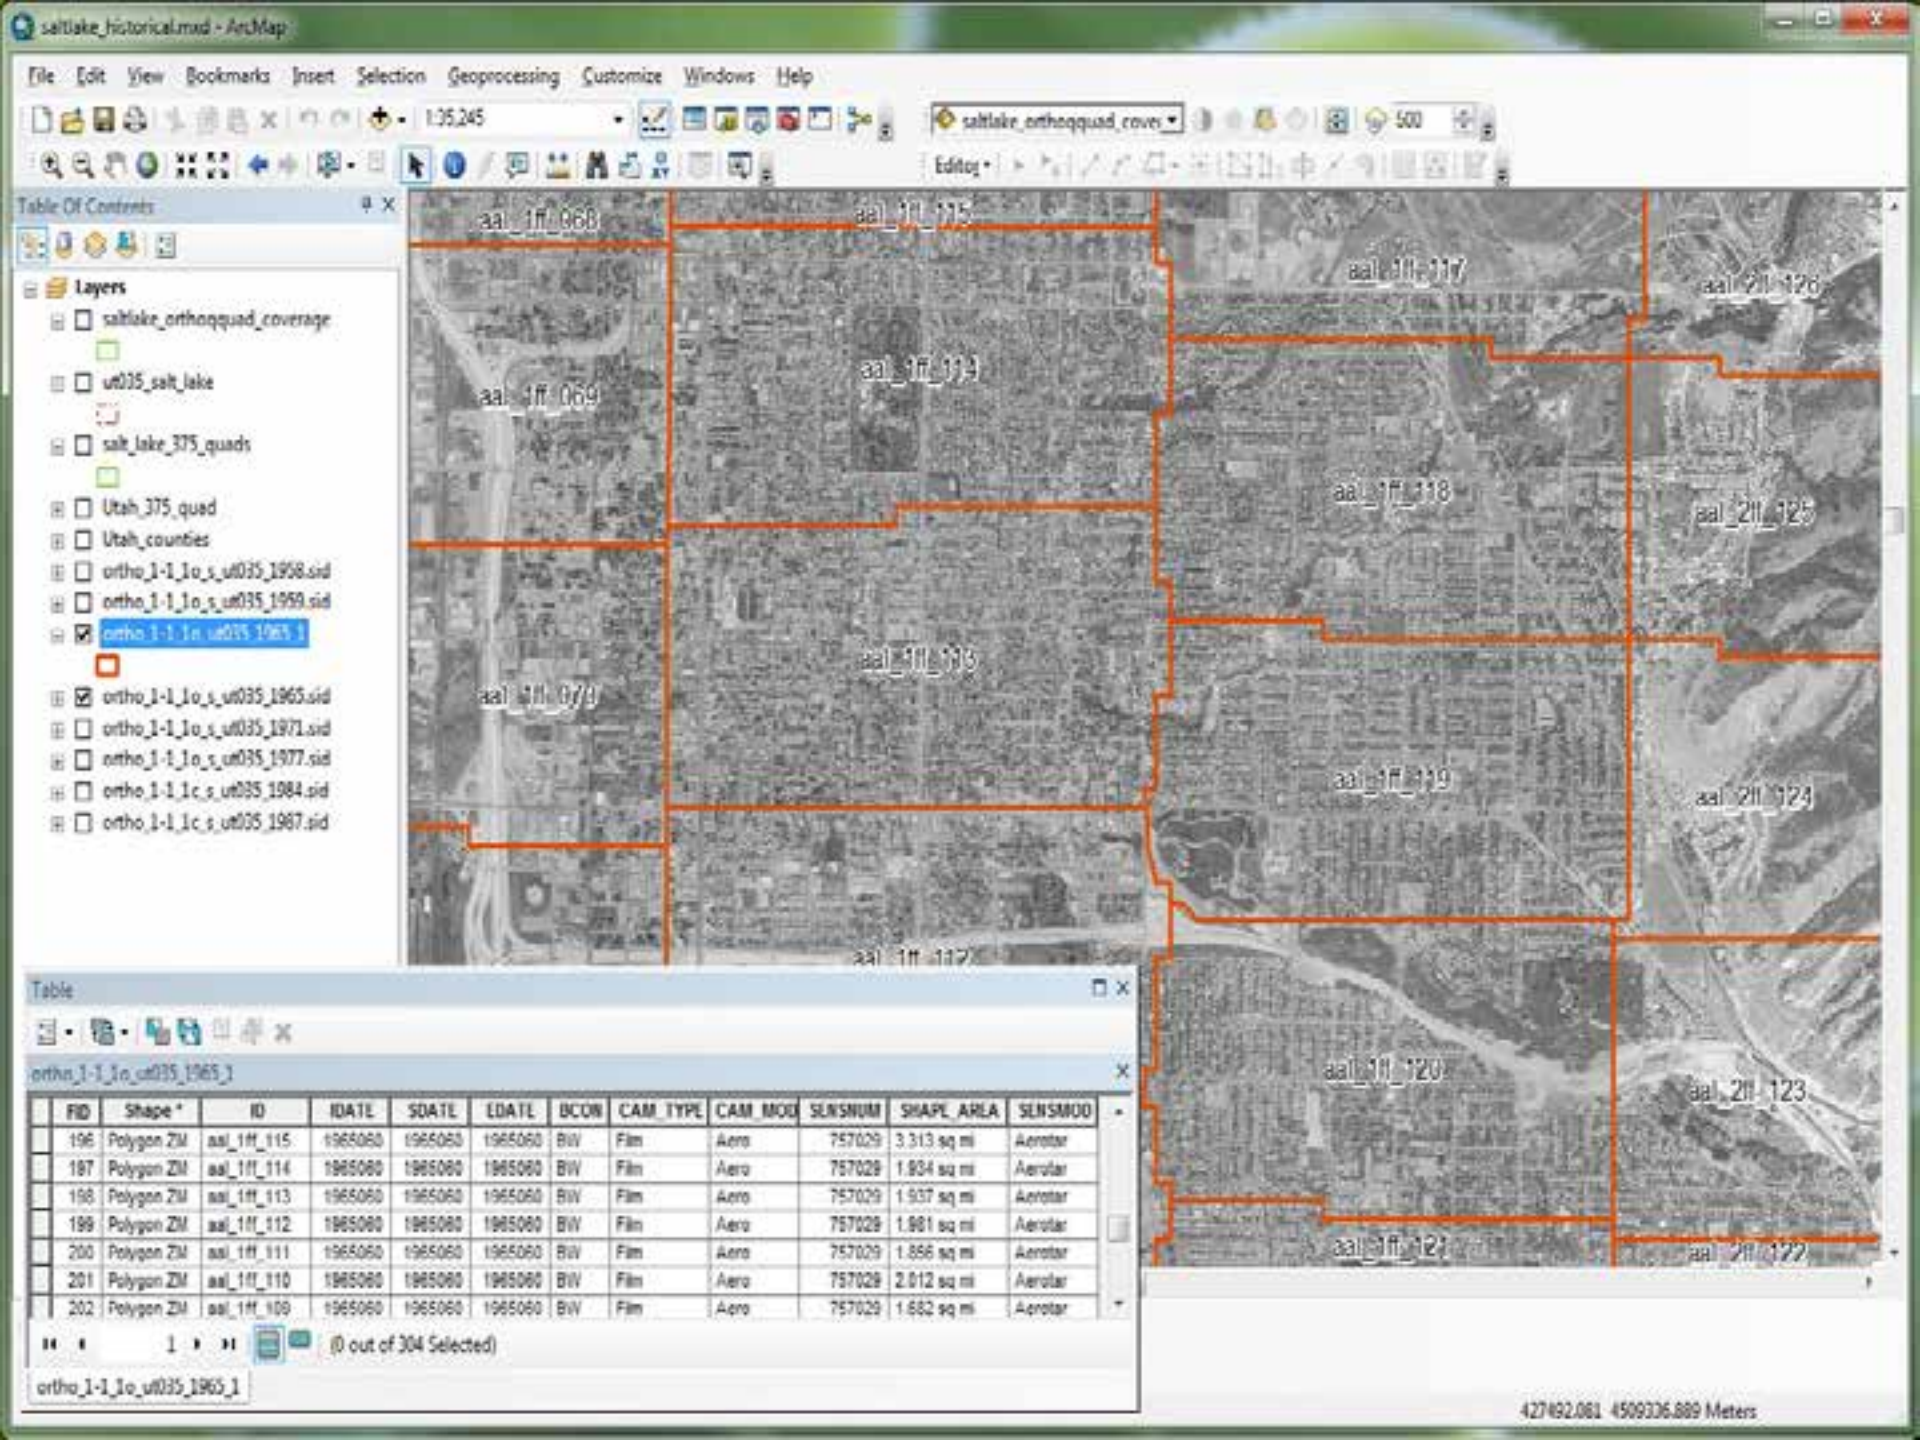 saltlake_historical.mxd - ArcMap
File Edit View Bookmarks Insert Selection Geoprocessing Customize Windows Help
1:35,245
saltlake_orthoqquad_cover
500
Editor
Table Of Contents
Layers
saltlake_orthoqquad_coverage
ut035_salt_lake
salt_lake_375_quads
Utah_375_quad
Utah_counties
ortho_1-1_1o_s_ut035_1958.sid
ortho_1-1_1o_s_ut035_1959.sid
ortho_1-1_1o_ut035_1965_1
ortho_1-1_1o_s_ut035_1965.sid
ortho_1-1_1o_s_ut035_1971.sid
ortho_1-1_1o_s_ut035_1977.sid
ortho_1-1_1c_s_ut035_1984.sid
ortho_1-1_1c_s_ut035_1987.sid
aal_1ff_068
aal_1ff_115
aal_1ff_117
aal_2ff_126
aal_1ff_069
aal_1ff_114
aal_1ff_118
aal_2ff_125
aal_1ff_113
aal_1ff_119
aal_2ff_124
aal_1ff_112
aal_1ff_120
aal_2ff_123
aal_1ff_121
aal_2ff_122
Table
ortho_1-1_1o_ut035_1965_1
FID Shape * ID IDATE SDATE EDATE BCON CAM_TYPE CAM_MOD SENSNUM SHAPE_AREA SENSMOD
196 Polygon ZM aal_1ff_115 1965060 1965060 1965060 BW Film Aero 757029 3.313 sq mi Aerotar
197 Polygon ZM aal_1ff_114 1965060 1965060 1965060 BW Film Aero 757029 1.934 sq mi Aerotar
198 Polygon ZM aal_1ff_113 1965060 1965060 1965060 BW Film Aero 757029 1.937 sq mi Aerotar
199 Polygon ZM aal_1ff_112 1965060 1965060 1965060 BW Film Aero 757029 1.981 sq mi Aerotar
200 Polygon ZM aal_1ff_111 1965060 1965060 1965060 BW Film Aero 757029 1.856 sq mi Aerotar
201 Polygon ZM aal_1ff_110 1965060 1965060 1965060 BW Film Aero 757029 2.012 sq mi Aerotar
202 Polygon ZM aal_1ff_109 1965060 1965060 1965060 BW Film Aero 757029 1.682 sq mi Aerotar
1
(0 out of 304 Selected)
ortho_1-1_1o_ut035_1965_1
427492.081 4509336.889 Meters